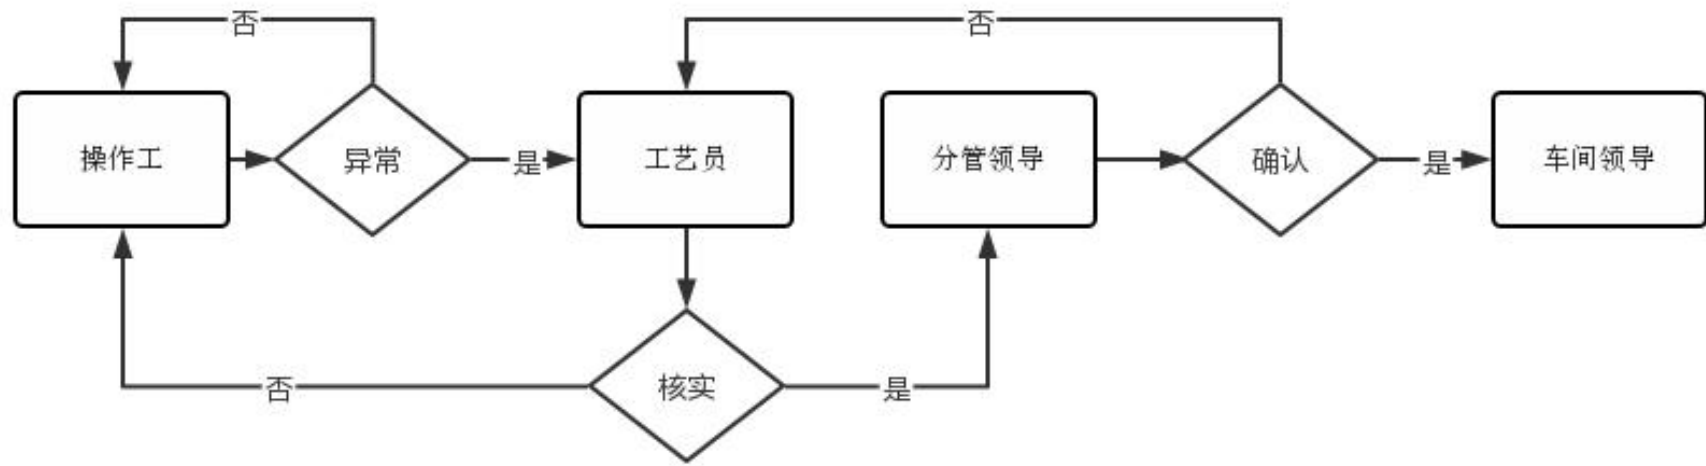 否
否
操作工
异常
是
工艺员
分管领导
确认
是
车间领导
否
核实
是